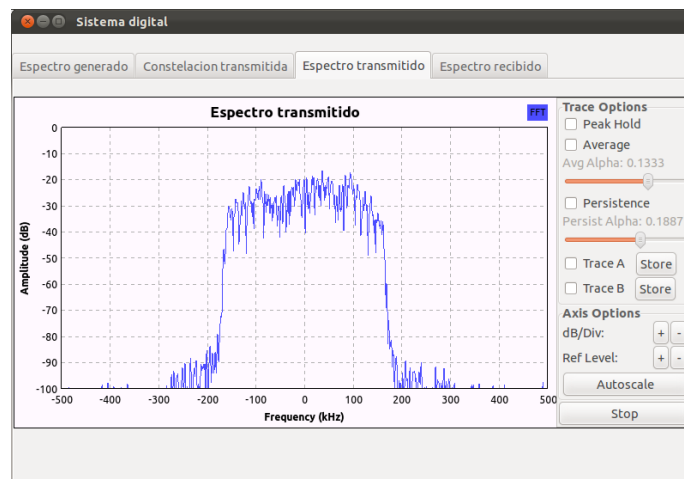 Sistema digital
Espectro generado
Constelacion transmitida
Espectro transmitido
Espectro recibido
Espectro transmitido
FFT
Amplitude (dB)
0
-10
-20
-30
-40
-50
-60
-70
-80
-90
-100
-500
-400
-300
-200
-100
0
100
200
300
400
500
Frequency (kHz)
Trace Options
Peak Hold
Average
Avg Alpha: 0.1333
Persistence
Persist Alpha: 0.1887
Trace A Store
Trace B Store
Axis Options
dB/Div: + -
Ref Level: + -
Autoscale
Stop